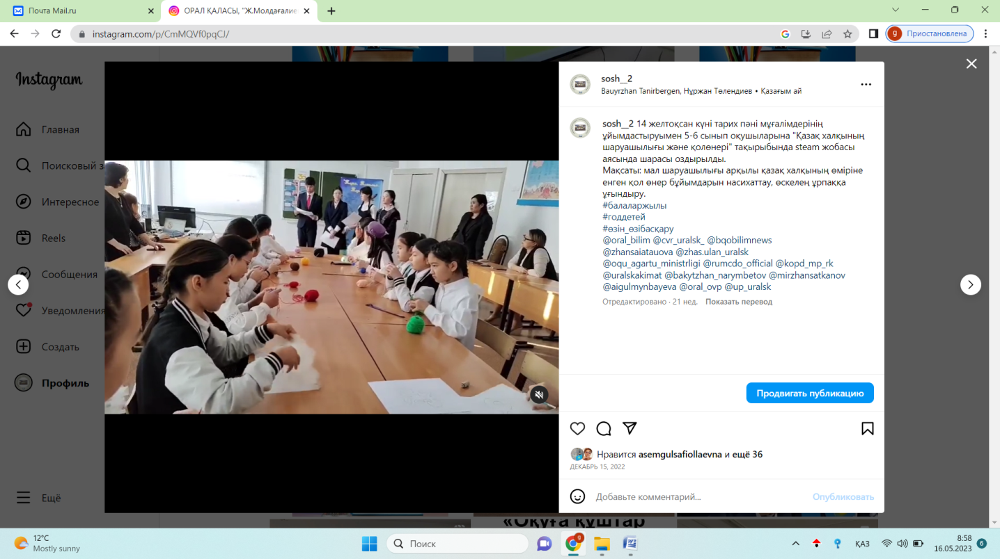 Почта Mail.ru
ОРАЛ ҚАЛАСЫ, "Ж.Молдағалие
instagram.com/p/CmMQVf0pqCJ/
g Приостановлена
Instagram
Главная
Поисковый з
Интересное
Reels
Сообщения
Уведомления
Создать
Профиль
Ещё
sosh__2
Bauyrzhan Tanirbergen, Нұржан Төлендиев • Қазағым ай
sosh__2 14 желтоқсан күні тарих пәні мұғалімдерінің
ұйымдастыруымен 5-6 сынып оқушыларына "Қазақ халқының
шаруашылығы және қолөнері" тақырыбында steam жобасы
аясында шарасы оздырылды.
Мақсаты: мал шаруашылығы арқылы қазақ халқының өміріне
енген қол өнер бұйымдарын насихаттау, өскелең ұрпаққа
ұғындыру.
#балаларжылы
#годдетей
#өзін_өзібасқару
@oral_bilim @cvr_uralsk_ @bqobilimnews
@zhansaiatauova @zhas.ulan_uralsk
@oqu_agartu_ministrligi @rumcdo_official @kopd_mp_rk
@uralskakimat @bakytzhan_narymbetov @mirzhansatkanov
@aigulmynbayeva @oral_ovp @up_uralsk
Отредактировано · 21 нед. Показать перевод
Продвигать публикацию
Нравится asemgulsafiollaevna и ещё 36
ДЕКАБРЬ 15, 2022
Добавьте комментарий...
Опубликовать
«Оқуға құштар
12°C
Mostly sunny
Поиск
9
ҚАЗ
8:58
16.05.2023
6